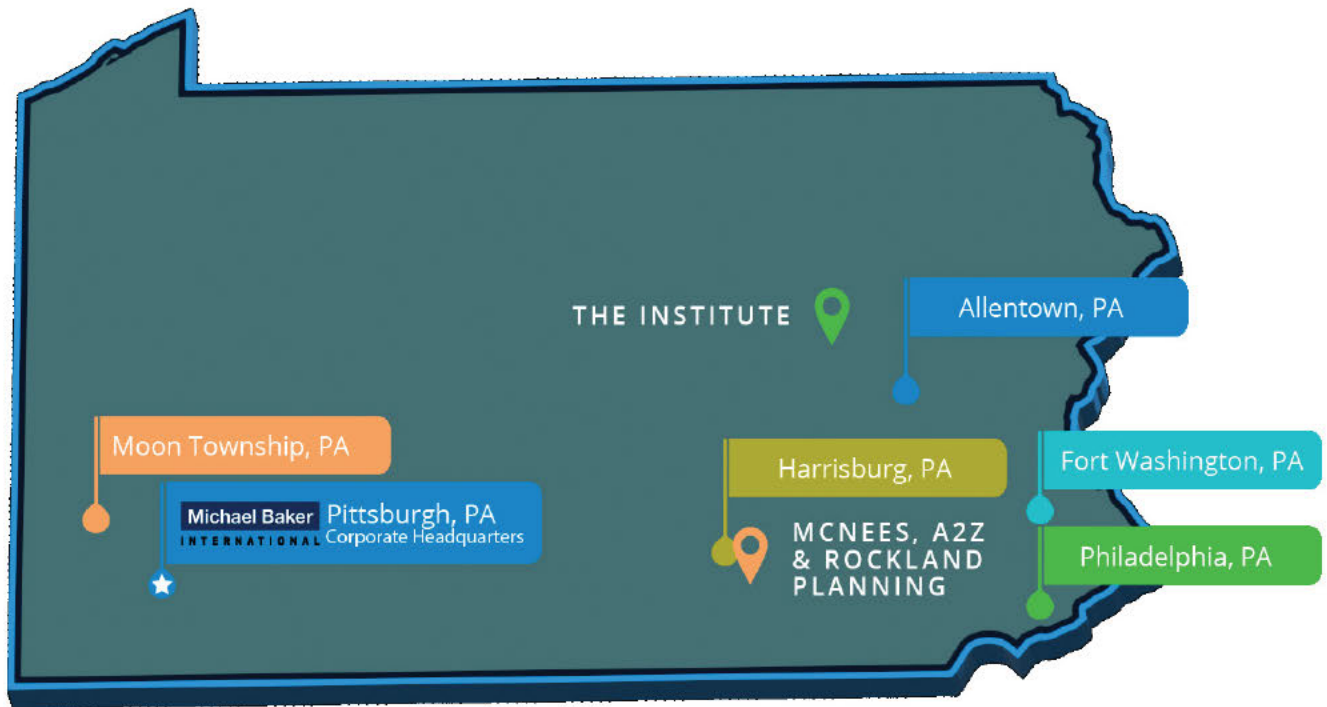 THE INSTITUTE
Allentown, PA
Moon Township, PA
Michael Baker
INTERNATIONAL
Pittsburgh, PA
Corporate Headquarters
Harrisburg, PA
MCNEES, A2Z
& ROCKLAND
PLANNING
Fort Washington, PA
Philadelphia, PA